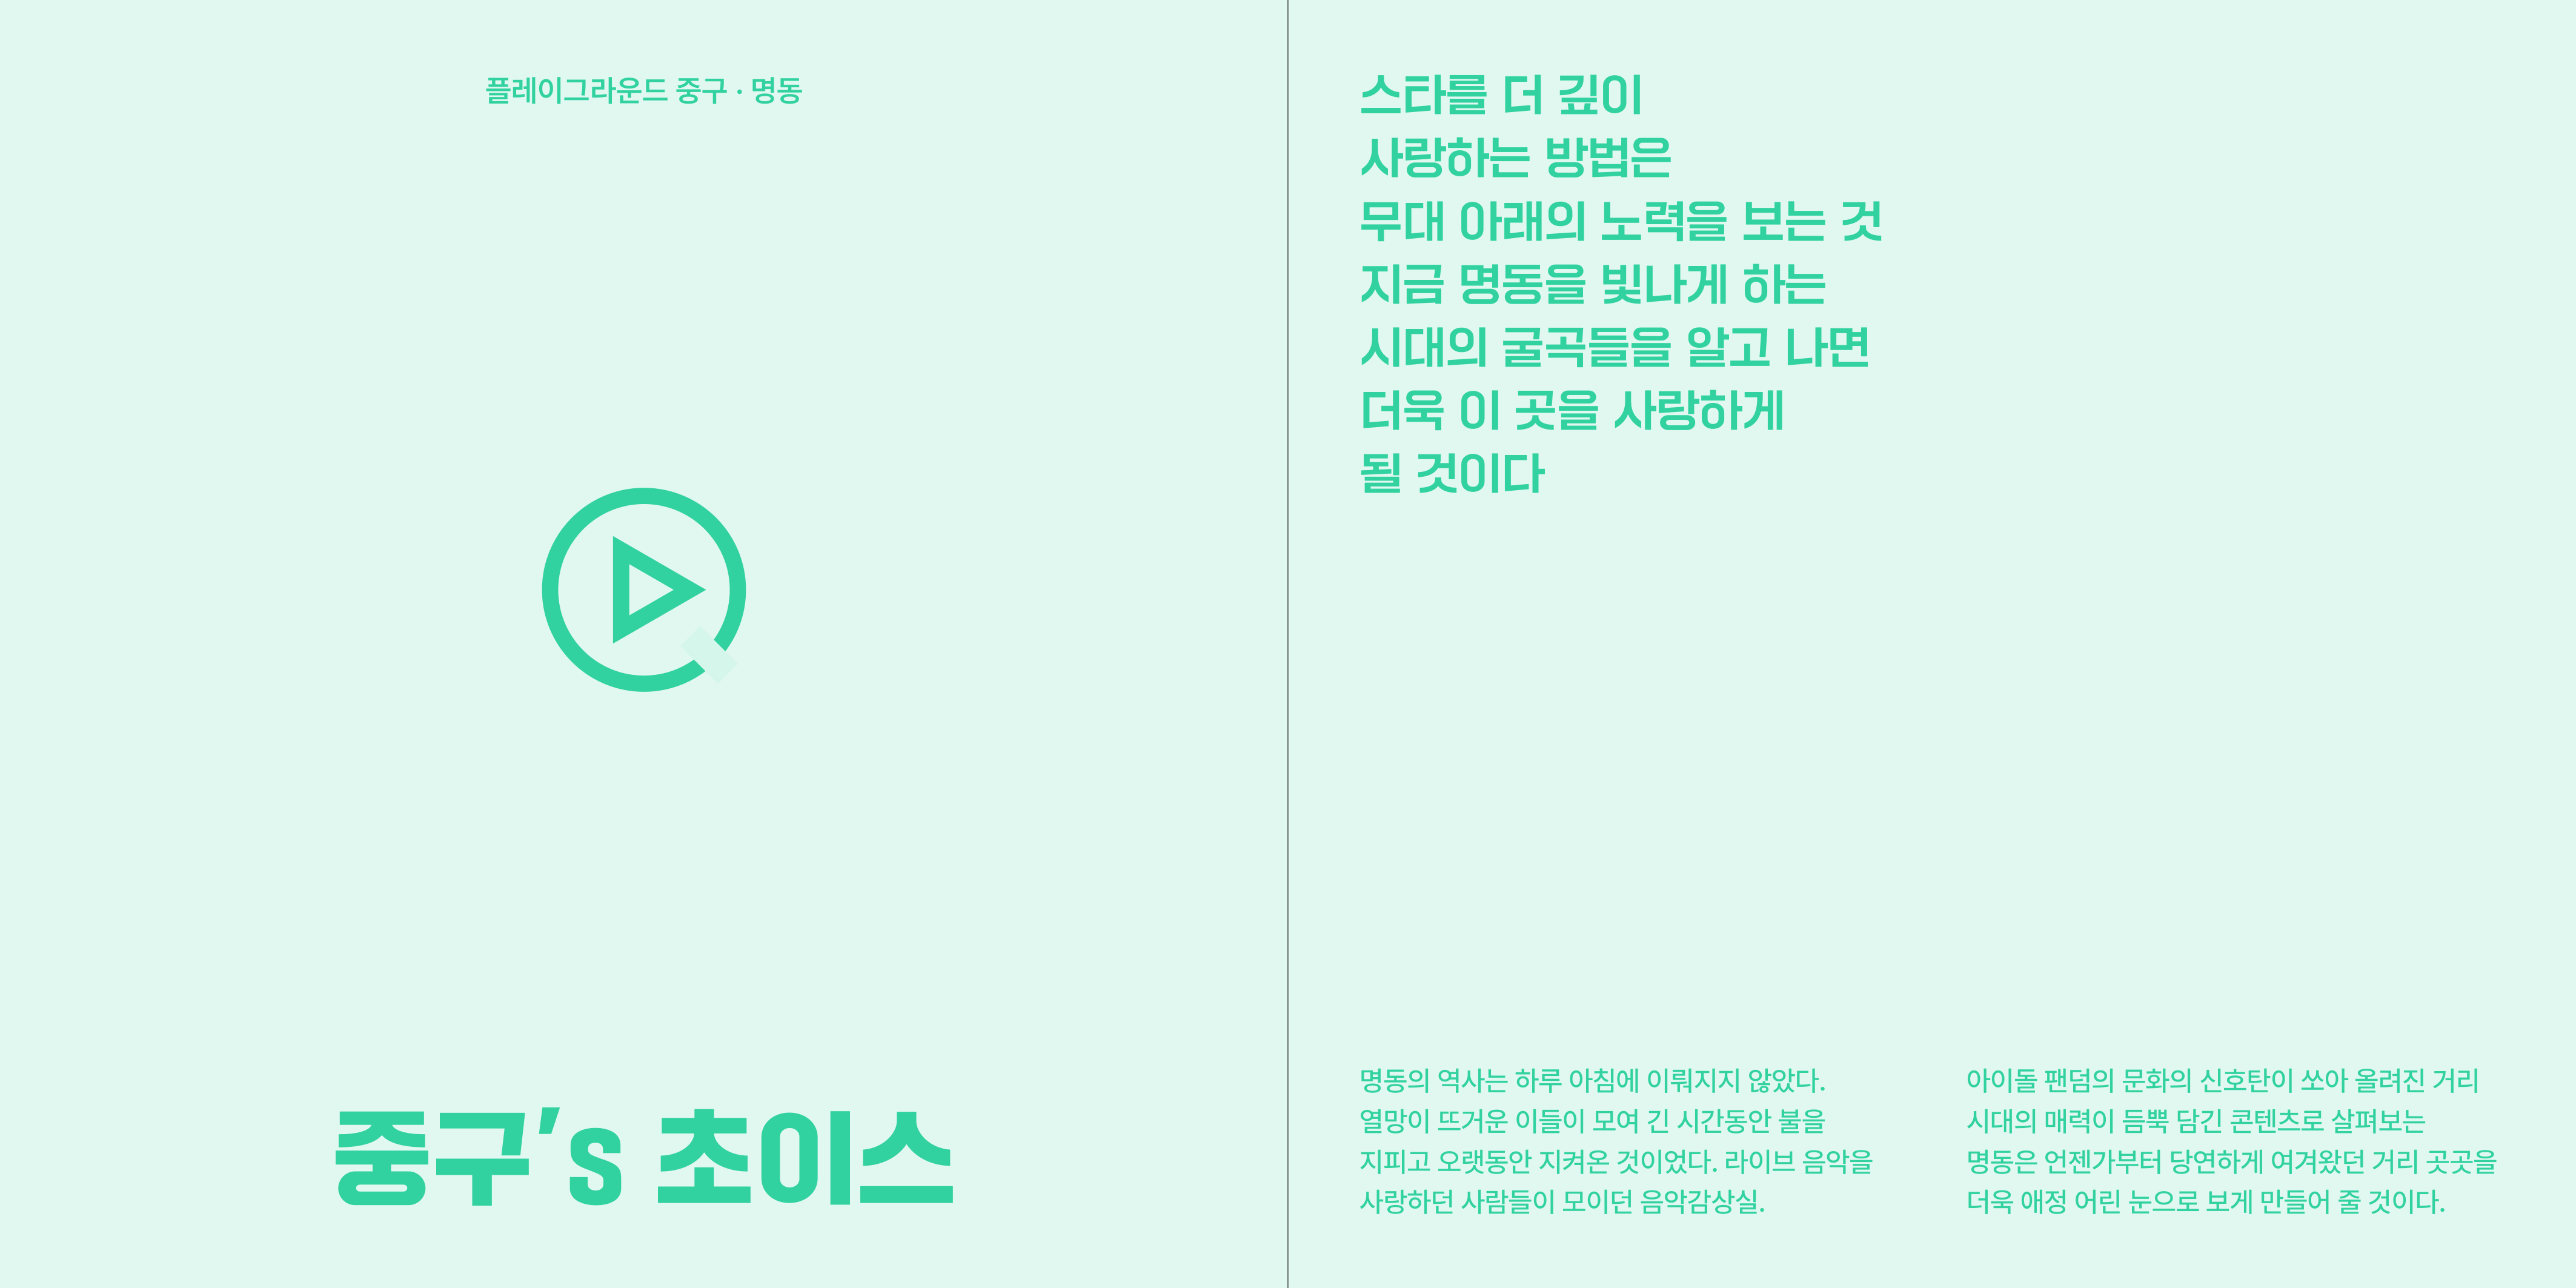 플레이그라운드 중구 · 명동
중구’s 초이스
스타를 더 깊이
사랑하는 방법은
무대 아래의 노력을 보는 것
지금 명동을 빛나게 하는
시대의 굴곡들을 알고 나면
더욱 이 곳을 사랑하게
될 것이다
명동의 역사는 하루 아침에 이뤄지지 않았다.
열망이 뜨거운 이들이 모여 긴 시간동안 불을
지피고 오랫동안 지켜온 것이었다. 라이브 음악을
사랑하던 사람들이 모이던 음악감상실.
아이돌 팬덤의 문화의 신호탄이 쏘아 올려진 거리
시대의 매력이 듬뿍 담긴 콘텐츠로 살펴보는
명동은 언젠가부터 당연하게 여겨왔던 거리 곳곳을
더욱 애정 어린 눈으로 보게 만들어 줄 것이다.